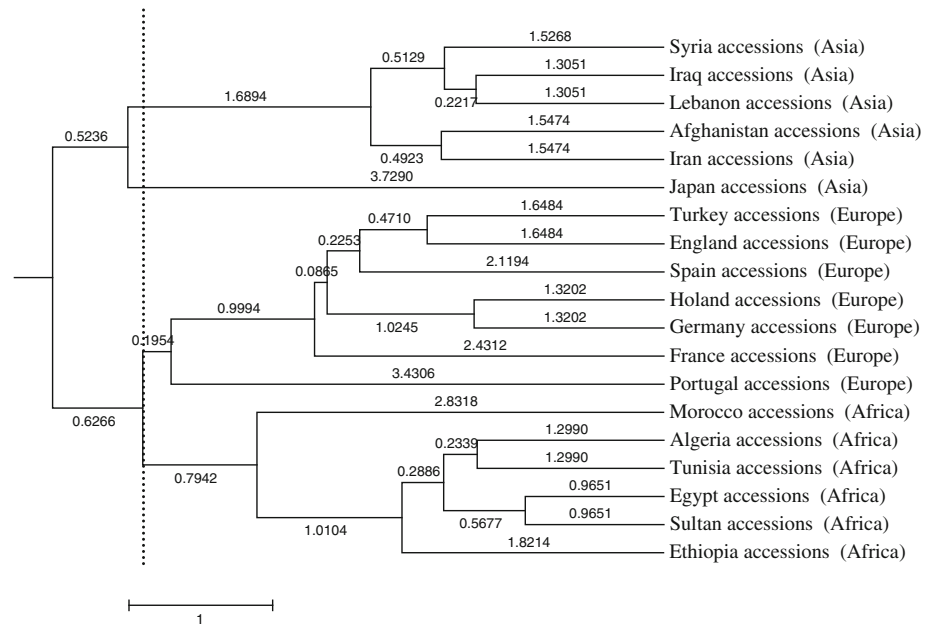 1.5268
Syria accessions (Asia)
0.5129
1.3051
Iraq accessions (Asia)
1.6894
0.2217
1.3051
Lebanon accessions (Asia)
1.5474
Afghanistan accessions (Asia)
0.5236
0.4923
1.5474
Iran accessions (Asia)
3.7290
Japan accessions (Asia)
1.6484
Turkey accessions (Europe)
0.4710
0.2253
1.6484
England accessions (Europe)
2.1194
Spain accessions (Europe)
0.0865
1.3202
Holand accessions (Europe)
0.9994
1.0245
1.3202
Germany accessions (Europe)
0.1954
2.4312
France accessions (Europe)
3.4306
Portugal accessions (Europe)
0.6266
2.8318
Morocco accessions (Africa)
1.2990
Algeria accessions (Africa)
0.2339
1.2990
Tunisia accessions (Africa)
0.7942
0.2886
0.9651
Egypt accessions (Africa)
0.5677
0.9651
Sultan accessions (Africa)
1.0104
1.8214
Ethiopia accessions (Africa)
1